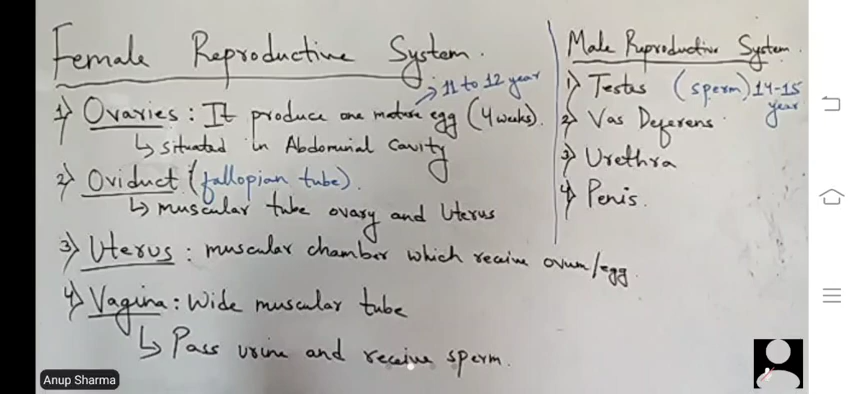 Female Reproductive System.
11 to 12 year
1) Ovaries : It produce one mature egg (4 weeks).
↳ situated in Abdominal Cavity
2) Oviduct (fallopian tube).
↳ muscular tube ovary and Uterus
3) Uterus : muscular chamber which receive ovum/egg.
4) Vagina : Wide muscular tube
↳ Pass urine and receive sperm.
Male Reproductive System.
1) Testes (sperm) 14-15 year
2) Vas Deferens
3) Urethra
4) Penis.
Anup Sharma